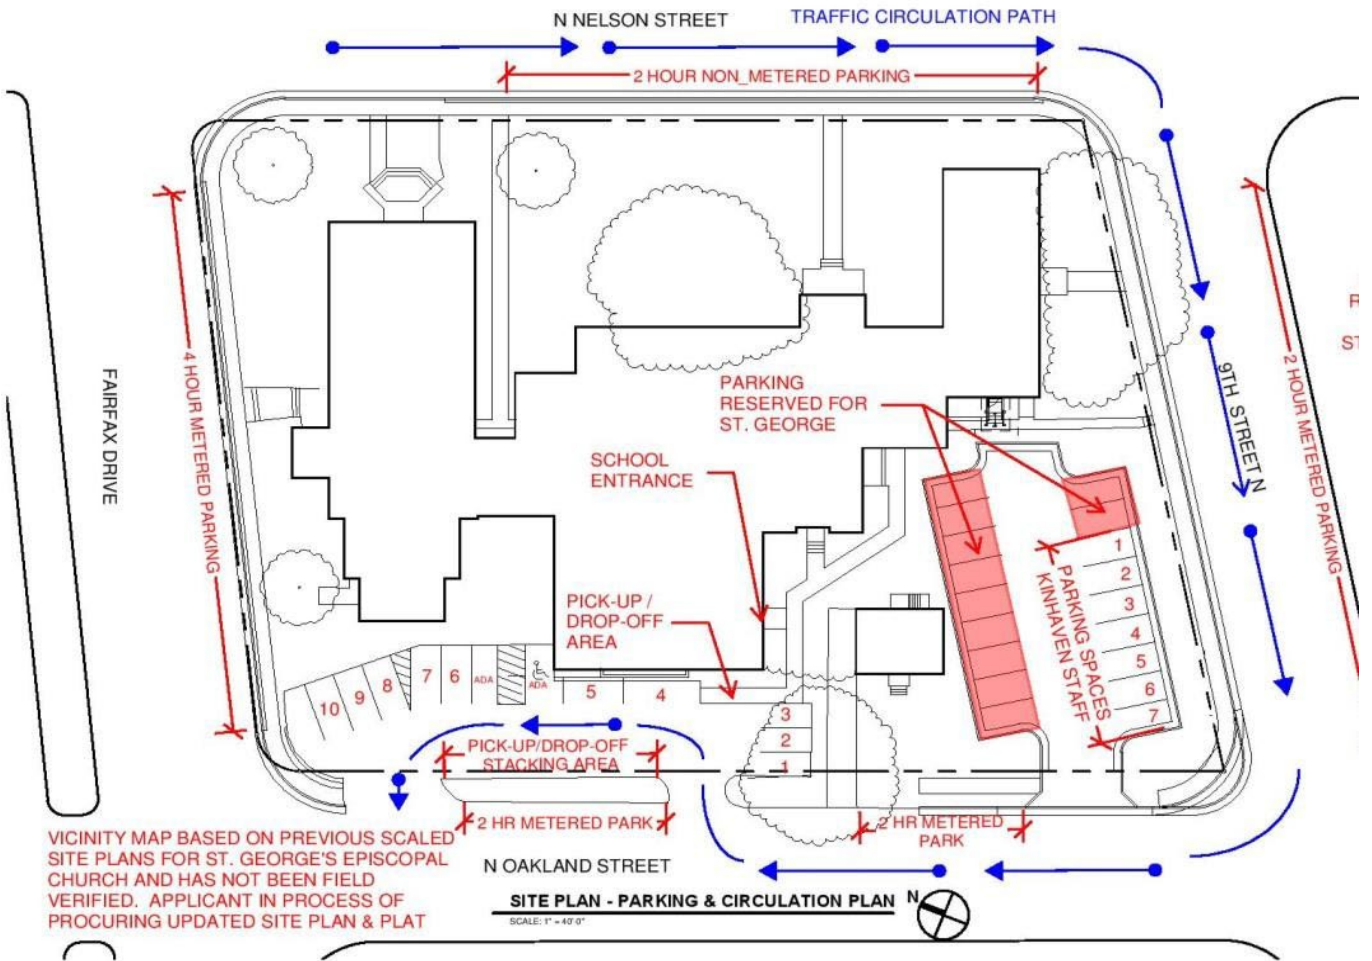 N NELSON STREET
TRAFFIC CIRCULATION PATH
2 HOUR NON_METERED PARKING
4 HOUR METERED PARKING
FAIRFAX DRIVE
PARKING
RESERVED FOR
ST. GEORGE
SCHOOL
ENTRANCE
PICK-UP /
DROP-OFF
AREA
9TH STREET N
2 HOUR METERED PARKING
ST
1
2
3
4
5
6
7
PARKING SPACES
KINHAVEN STAFF
10
9
8
7
6
ADA
ADA
5
4
3
2
1
PICK-UP/DROP-OFF
STACKING AREA
2 HR METERED PARK
2 HR METERED
PARK
VICINITY MAP BASED ON PREVIOUS SCALED
SITE PLANS FOR ST. GEORGE'S EPISCOPAL
CHURCH AND HAS NOT BEEN FIELD
VERIFIED. APPLICANT IN PROCESS OF
PROCURING UPDATED SITE PLAN & PLAT
N OAKLAND STREET
SITE PLAN - PARKING & CIRCULATION PLAN
N
SCALE: 1" = 40'0"